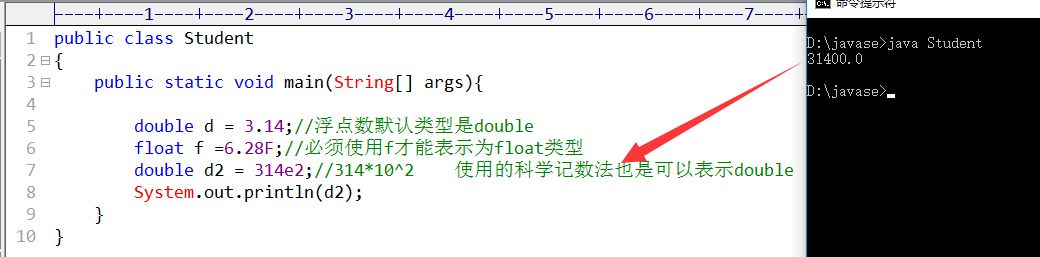 ----+----1----+----2----+----3----+----4----+----5----+----6----+----7----+-
1 public class Student
2 {
3 public static void main(String[] args){
4
5 double d = 3.14;//浮点数默认类型是double
6 float f =6.28F;//必须使用f才能表示为float类型
7 double d2 = 314e2;//314*10^2 使用的科学记数法也是可以表示double
8 System.out.println(d2);
9 }
10 }
命令提示符
D:\javase>java Student
31400.0
D:\javase>